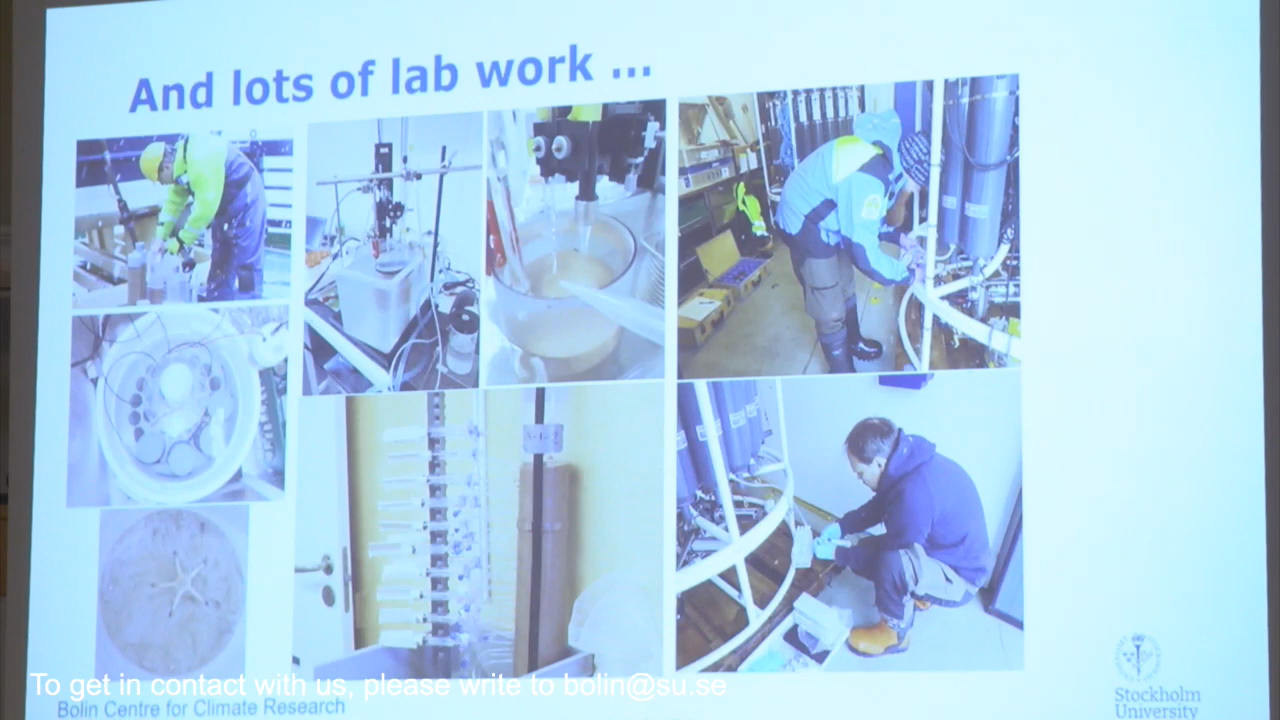 And lots of lab work ...
To get in contact with us, please write to bolin@su.se
Bolin Centre for Climate Research
Stockholm
University